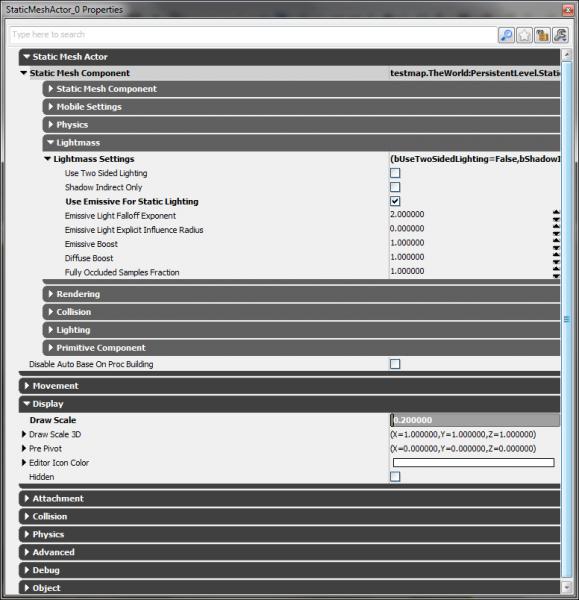 StaticMeshActor_0 Properties
Type here to search
Static Mesh Actor
Static Mesh Component testmap.TheWorld:PersistentLevel.Stati
Static Mesh Component
Mobile Settings
Physics
Lightmass
Lightmass Settings (bUseTwoSidedLighting=False,bShadowI
Use Two Sided Lighting
Shadow Indirect Only
Use Emissive For Static Lighting
Emissive Light Falloff Exponent 2.000000
Emissive Light Explicit Influence Radius 0.000000
Emissive Boost 1.000000
Diffuse Boost 1.000000
Fully Occluded Samples Fraction 1.000000
Rendering
Collision
Lighting
Primitive Component
Disable Auto Base On Proc Building
Movement
Display
Draw Scale 0.200000
Draw Scale 3D (X=1.000000,Y=1.000000,Z=1.000000)
Pre Pivot (X=0.000000,Y=0.000000,Z=0.000000)
Editor Icon Color
Hidden
Attachment
Collision
Physics
Advanced
Debug
Object